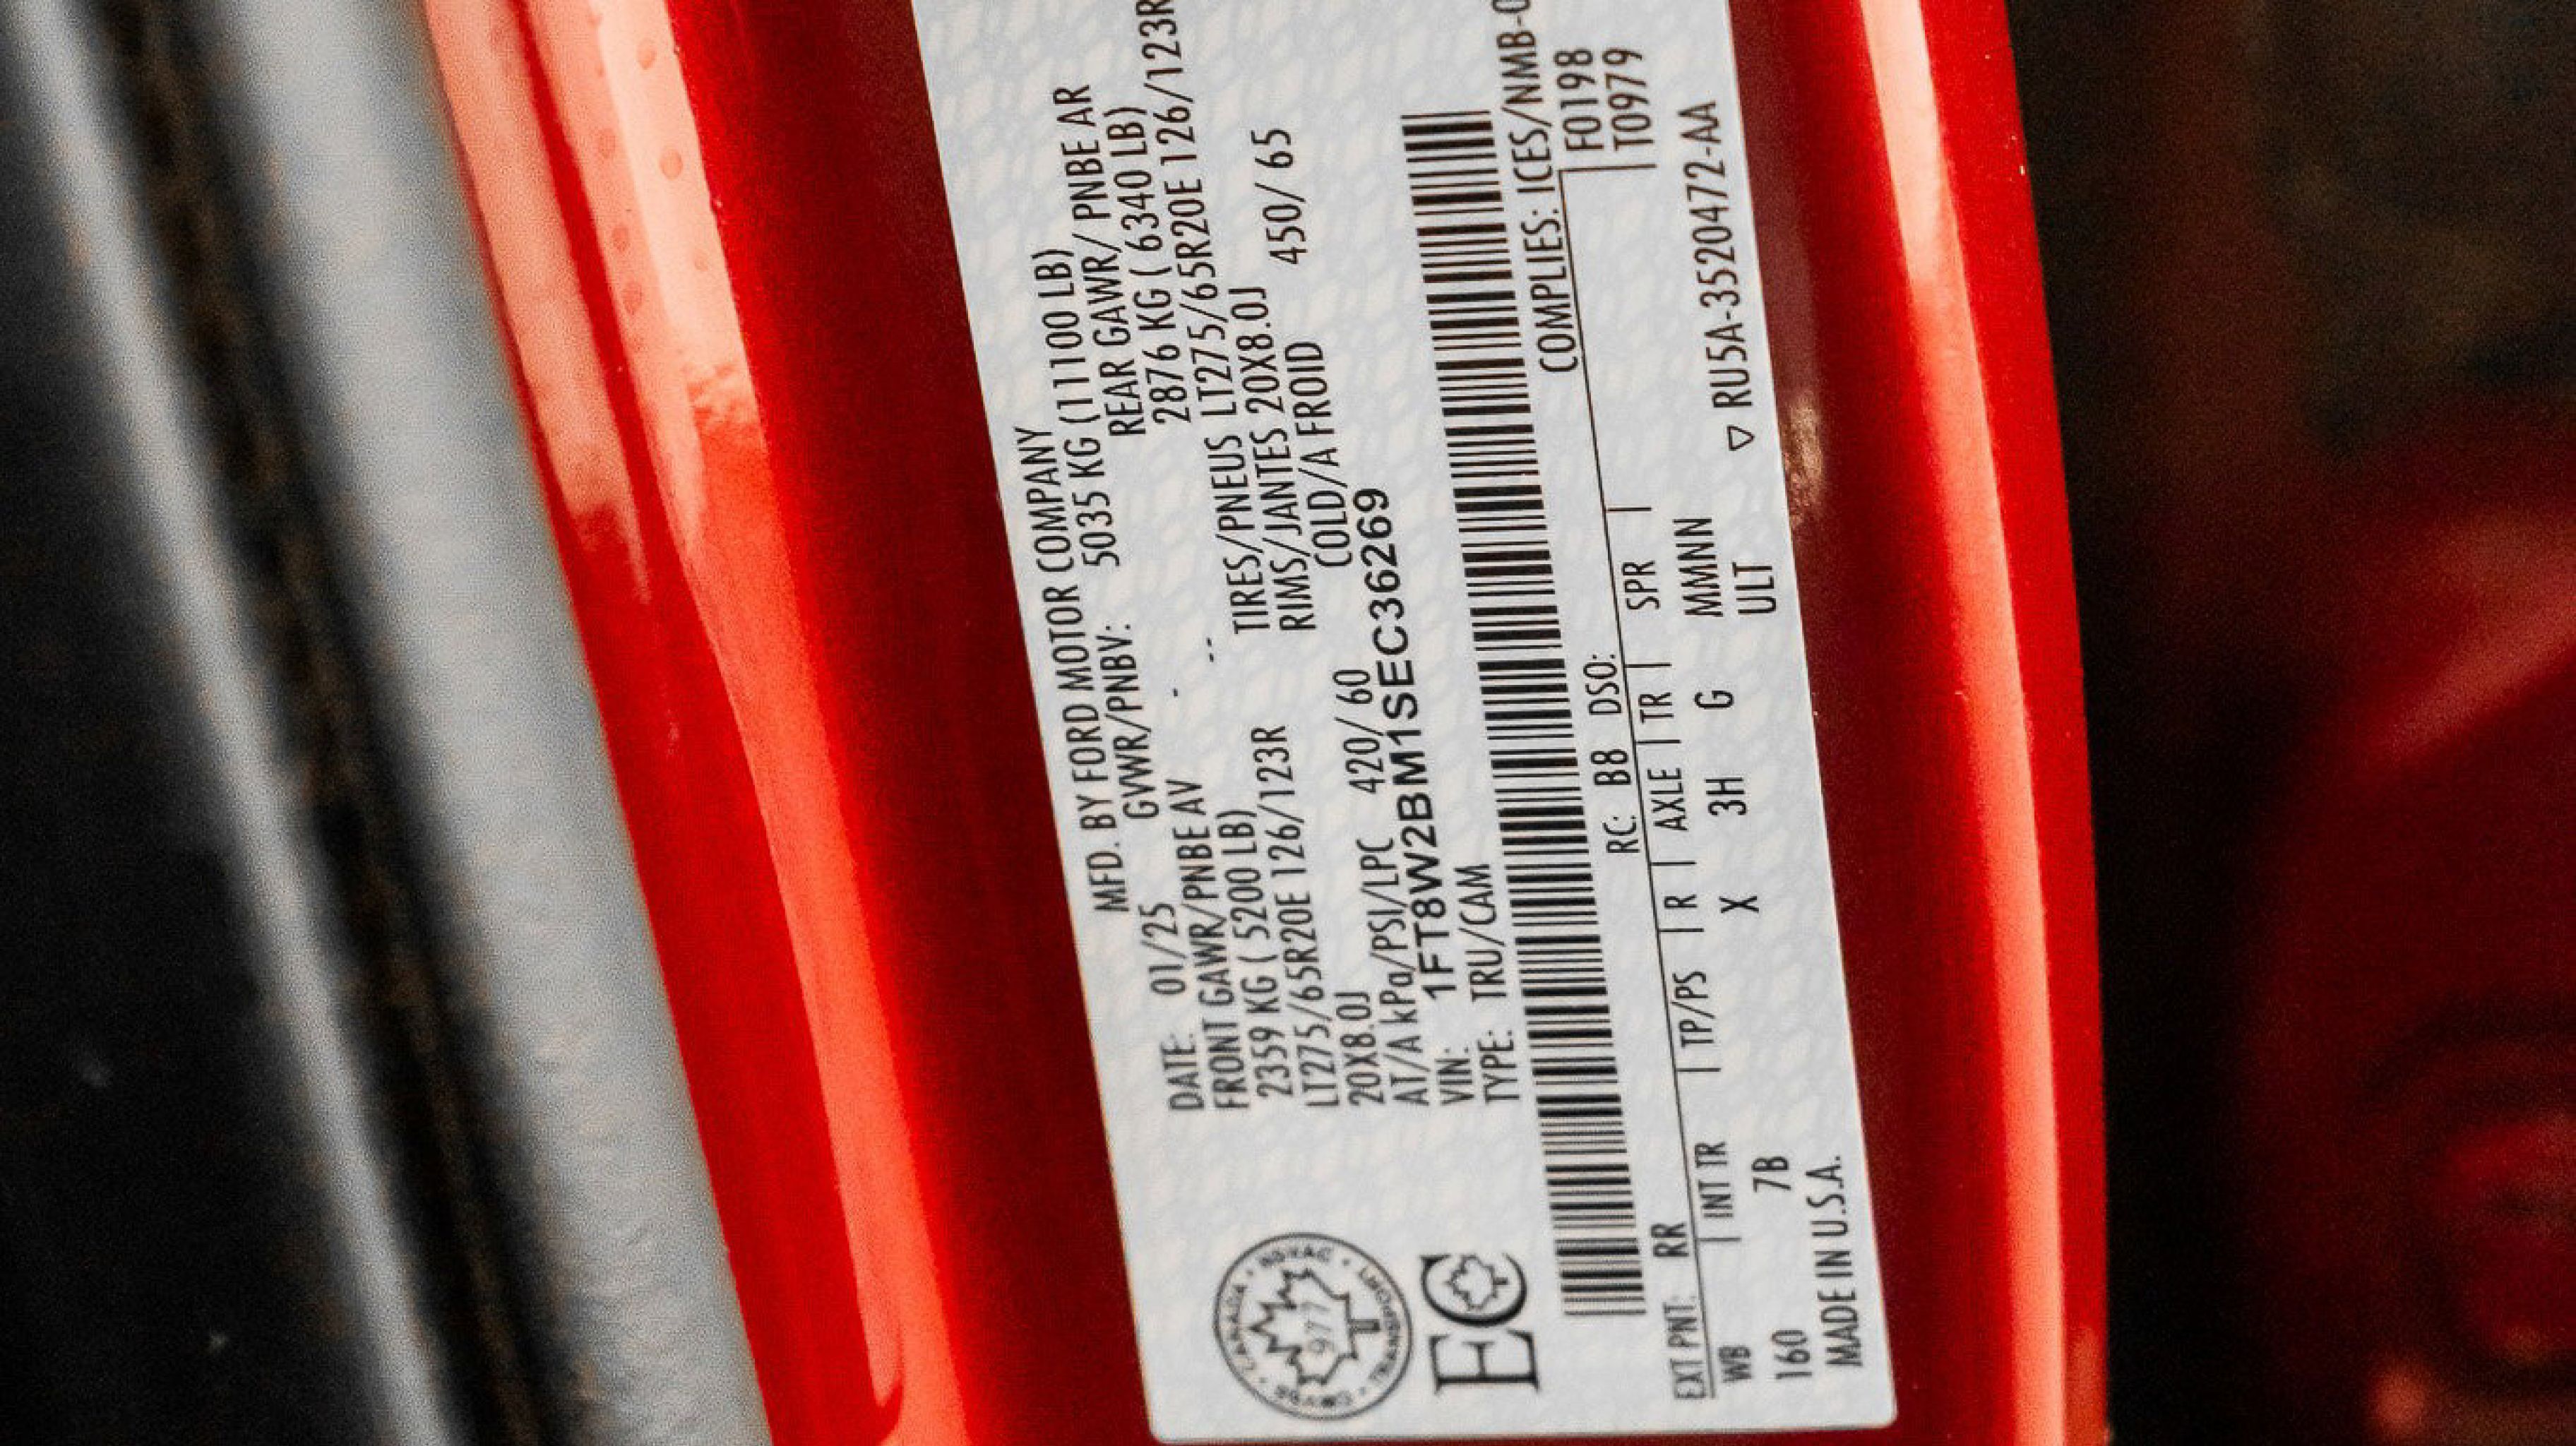 MFD. BY FORD MOTOR COMPANY
DATE: 01/25 GVWR/PNBV: 5035 KG (11100 LB)
FRONT GAWR/PNBE AV - REAR GAWR/ PNBE AR
2359 KG ( 5200 LB) -- 2876 KG ( 6340 LB)
LT275/65R20E 126/123R TIRES/PNEUS LT275/65R20E 126/123R
20X8.0J RIMS/JANTES 20X8.0J
AT/A kPa/PSI/LPC 420/ 60 COLD/A FROID 450/ 65
VIN: 1FT8W2BM1SEC36269
TYPE: TRU/CAM
CANADA
TRANSPORT
977
EC
COMPLIES: ICES/NMB-0
EXT PNT: RR RC: B8 DSO: F0198
WB INT TR TP/PS R AXLE TR SPR T0979
160 7B X 3H G MMNN
ULT
MADE IN U.S.A. ▽ RU5A-3520472-AA